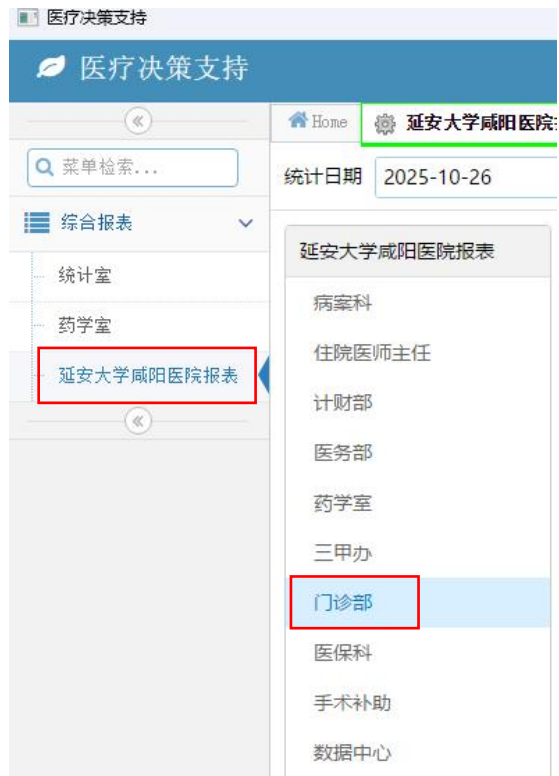 医疗决策支持
医疗决策支持
Home
延安大学咸阳医院
菜单检索...
统计日期
2025-10-26
综合报表
统计室
药学室
延安大学咸阳医院报表
延安大学咸阳医院报表
病案科
住院医师主任
计财部
医务部
药学室
三甲办
门诊部
医保科
手术补助
数据中心